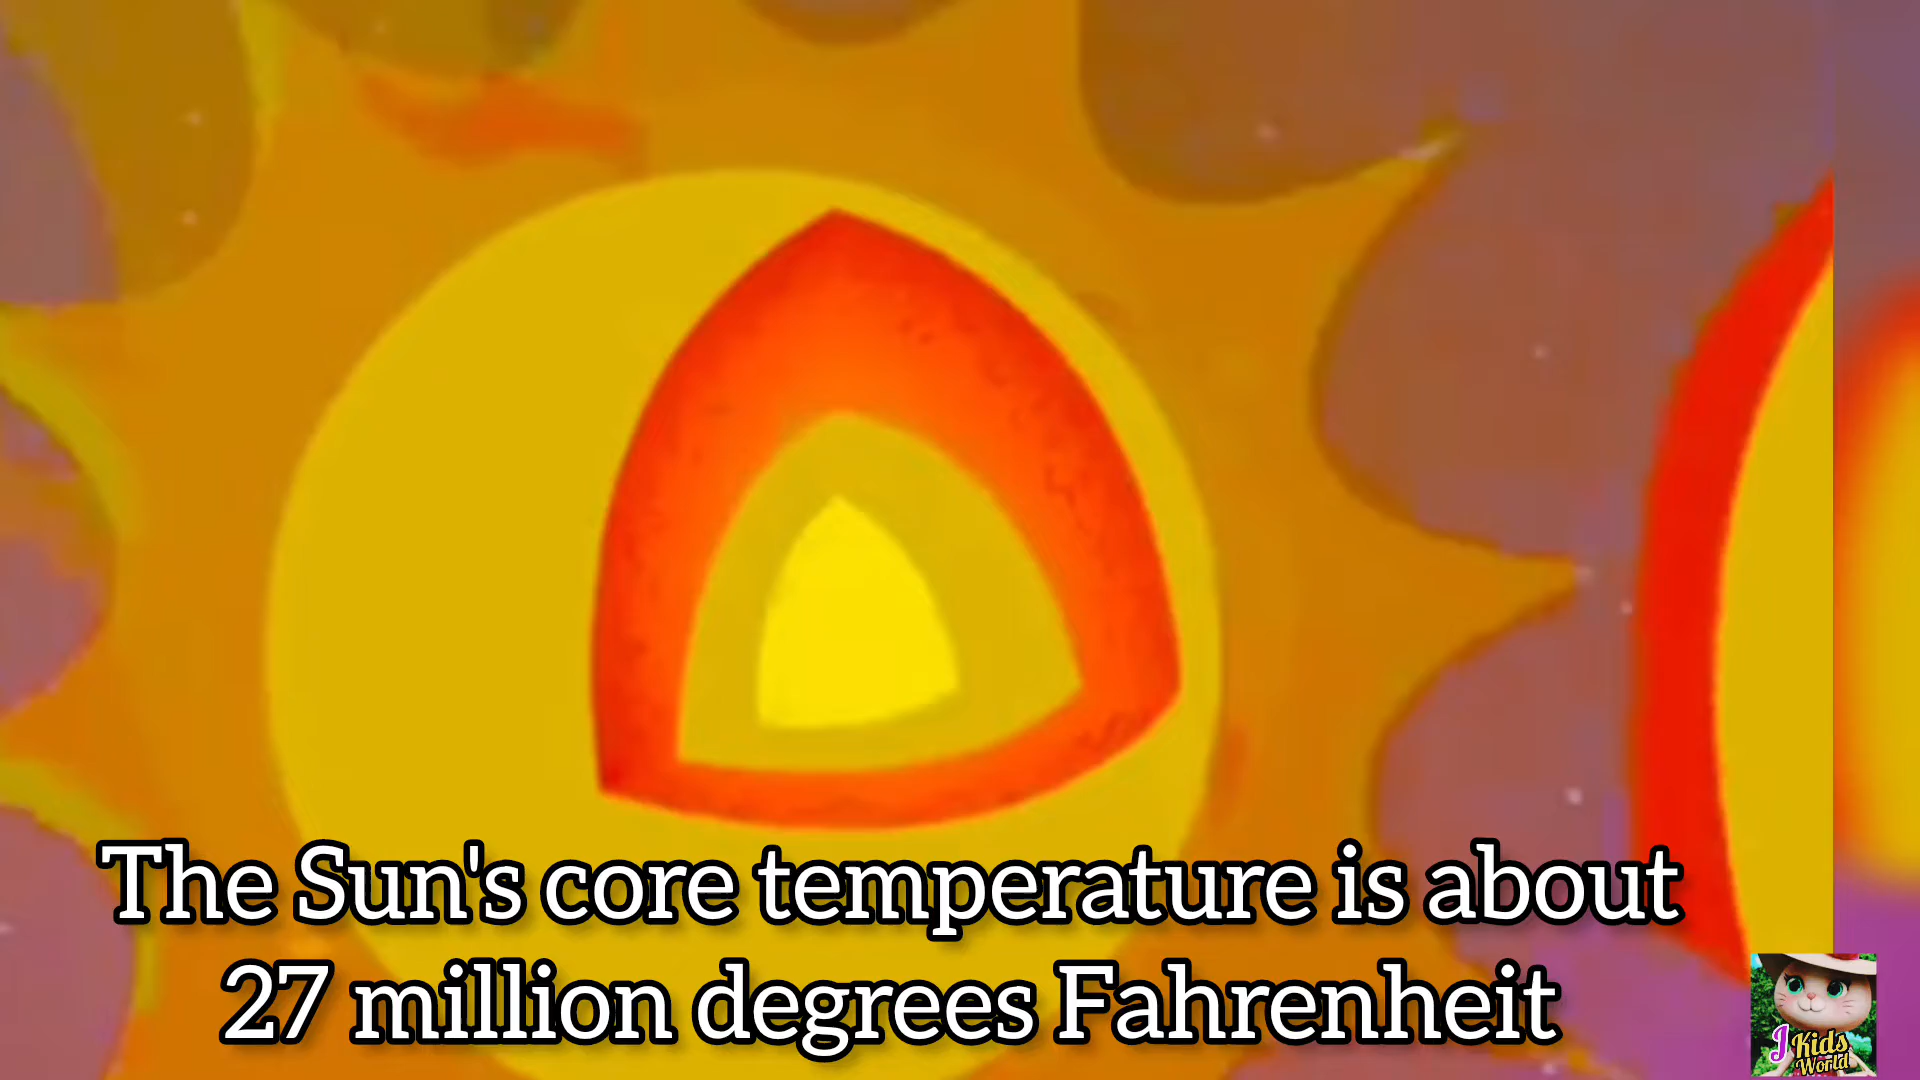 The Sun's core temperature is about
27 million degrees Fahrenheit
J Kids
World